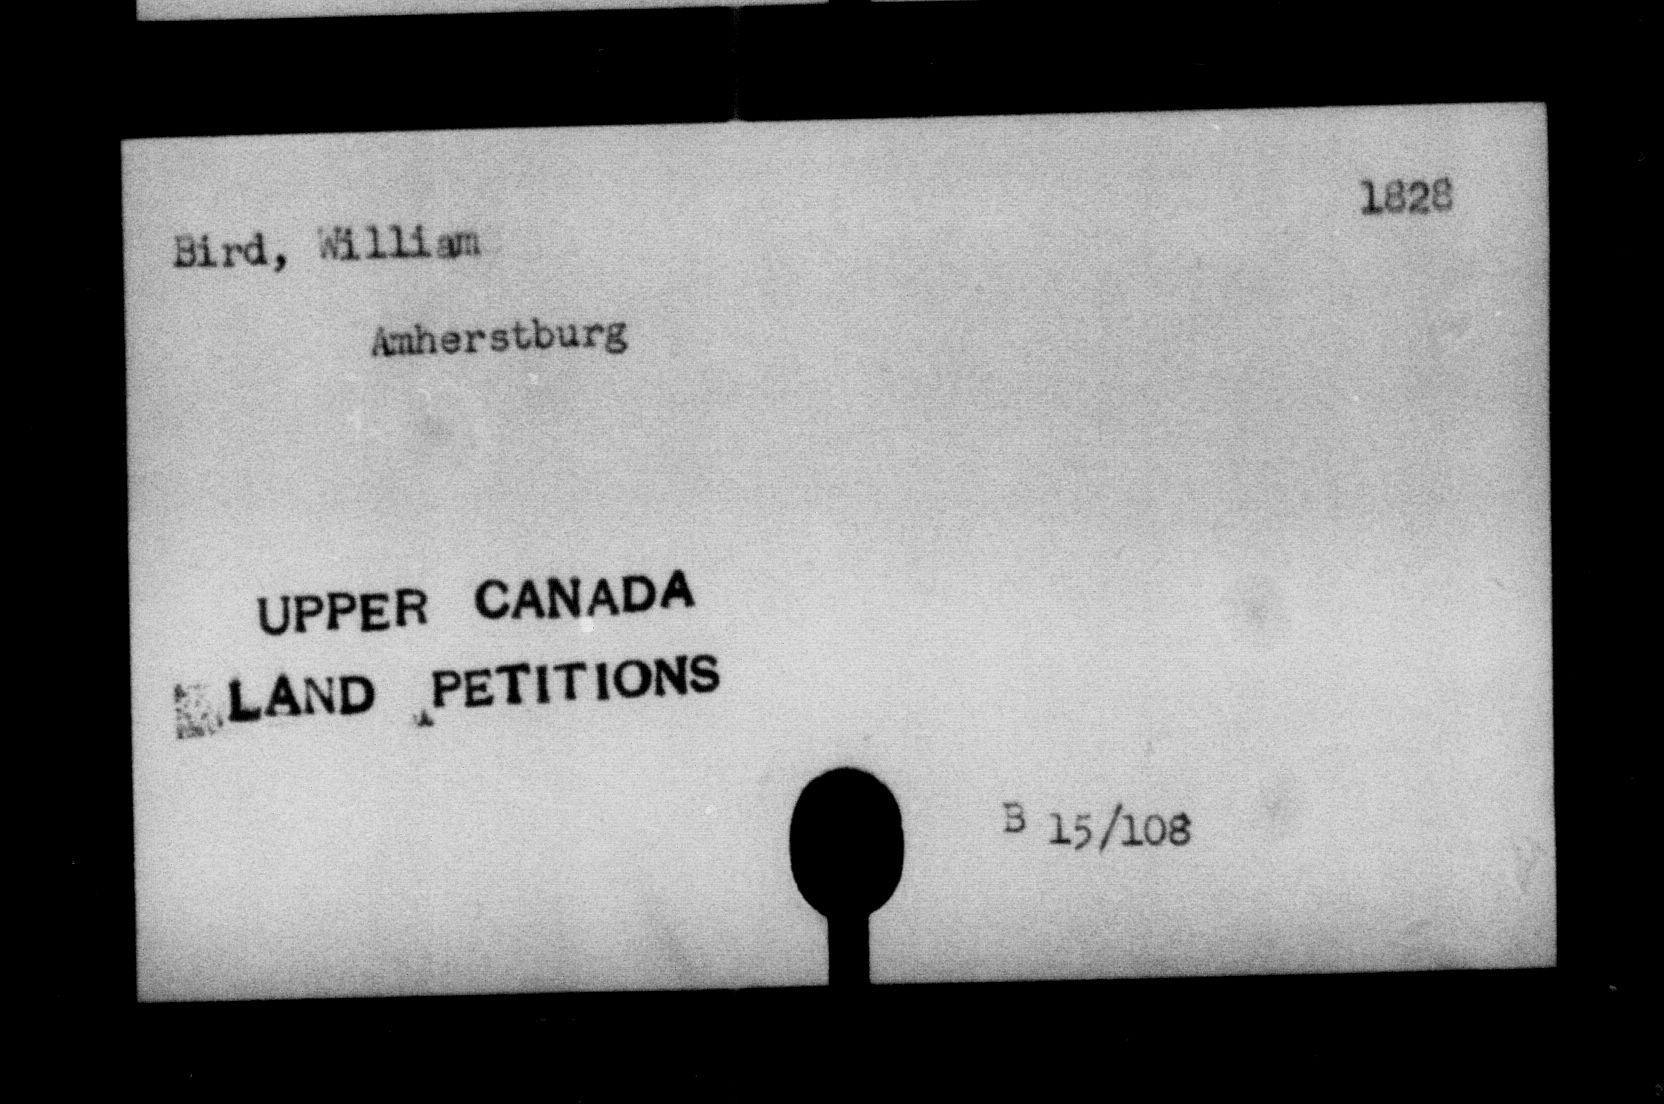 1828
Bird, William
Amherstburg
UPPER CANADA
LAND PETITIONS
B 15/108